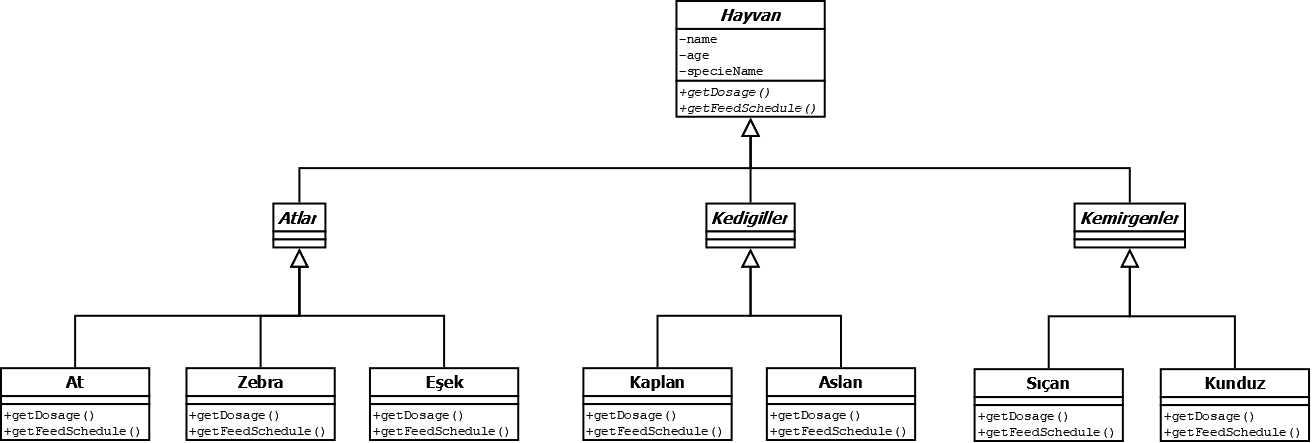 Hayvan
-name
-age
-specieName
+getDosage()
+getFeedSchedule()
Atlar
Kedigiller
Kemirgenler
At
+getDosage()
+getFeedSchedule()
Zebra
+getDosage()
+getFeedSchedule()
Eşek
+getDosage()
+getFeedSchedule()
Kaplan
+getDosage()
+getFeedSchedule()
Aslan
+getDosage()
+getFeedSchedule()
Sıçan
+getDosage()
+getFeedSchedule()
Kunduz
+getDosage()
+getFeedSchedule()